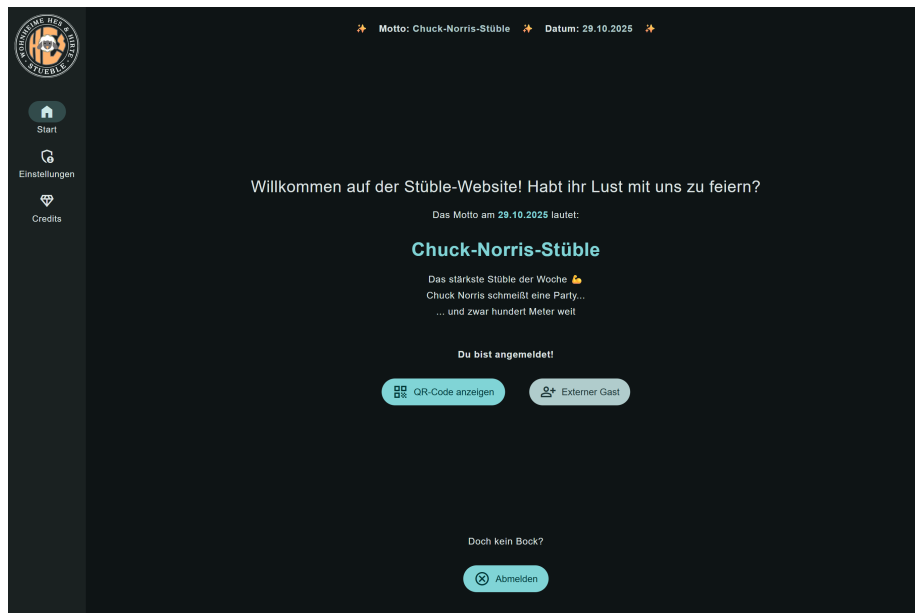 WOHNHEIME HES & HIRTE
HES
· STUEBLE ·
Start
Einstellungen
Credits
✨ Motto: Chuck-Norris-Stüble ✨ Datum: 29.10.2025 ✨
Willkommen auf der Stüble-Website! Habt ihr Lust mit uns zu feiern?
Das Motto am 29.10.2025 lautet:
Chuck-Norris-Stüble
Das stärkste Stüble der Woche 💪
Chuck Norris schmeißt eine Party...
... und zwar hundert Meter weit
Du bist angemeldet!
QR-Code anzeigen
Externer Gast
Doch kein Bock?
Abmelden